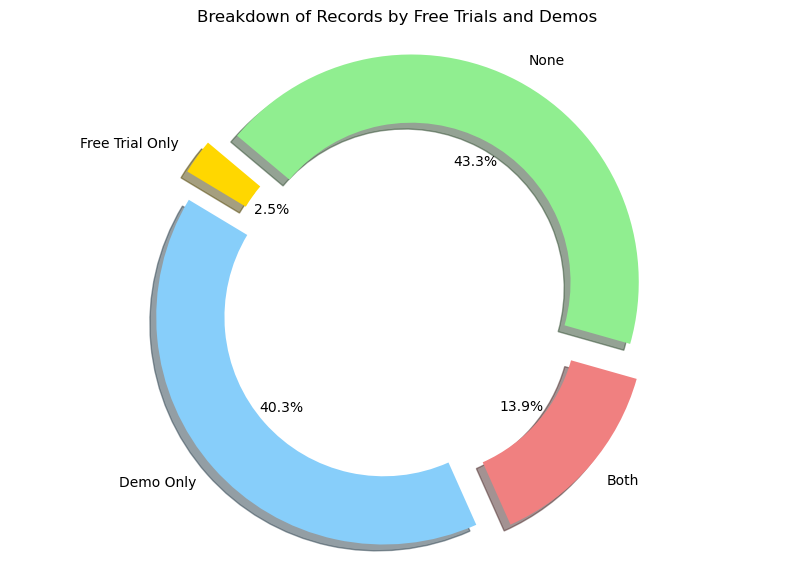 Breakdown of Records by Free Trials and Demos
None
43.3%
Free Trial Only
2.5%
40.3%
13.9%
Demo Only
Both